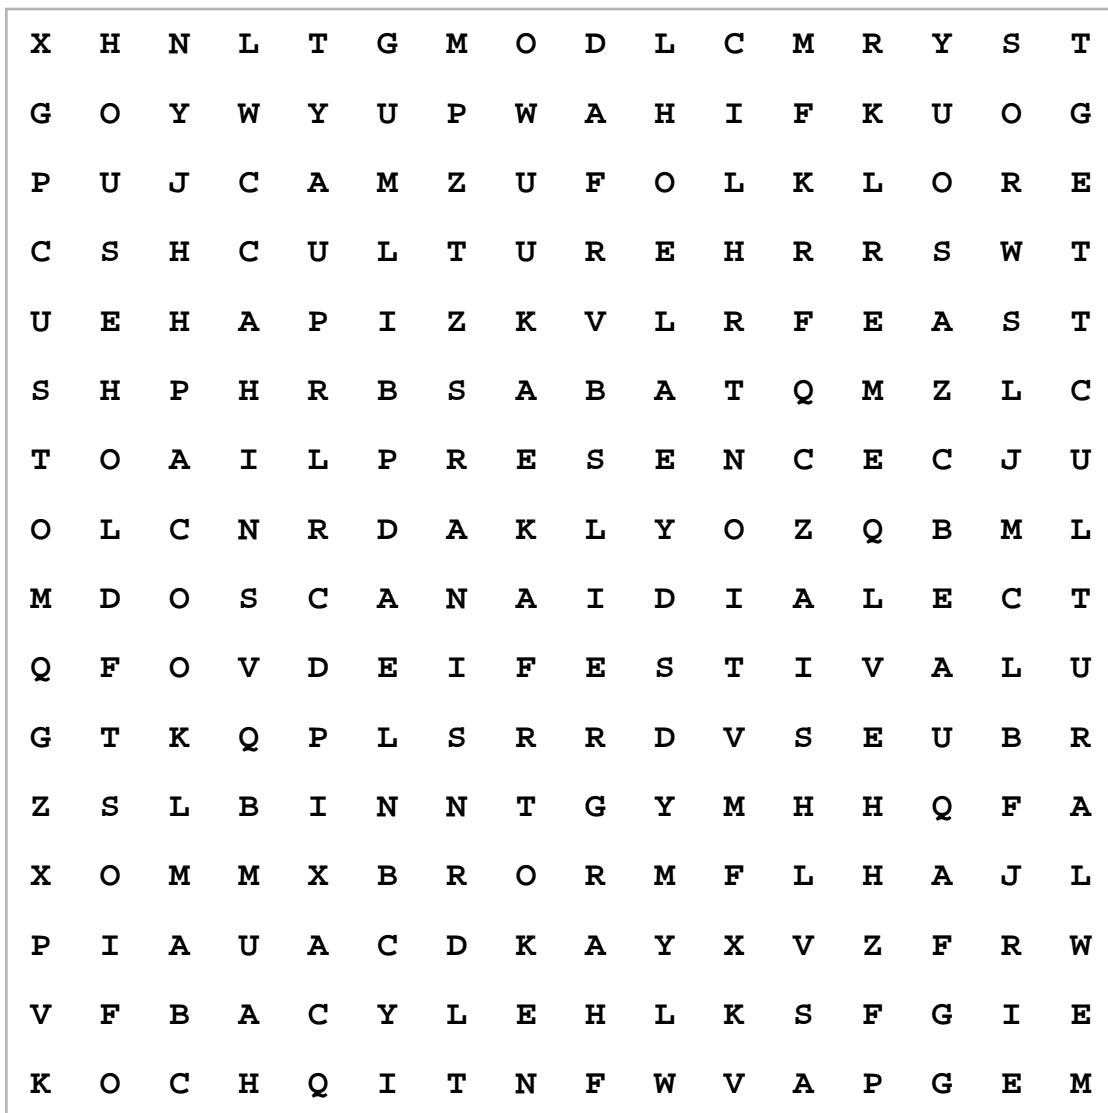 X H N L T G M O D L C M R Y S T
G O Y W Y U P W A H I F K U O G
P U J C A M Z U F O L K L O R E
C S H C U L T U R E H R R S W T
U E H A P I Z K V L R F E A S T
S H P H R B S A B A T Q M Z L C
T O A I L P R E S E N C E C J U
O L C N R D A K L Y O Z Q B M L
M D O S C A N A I D I A L E C T
Q F O V D E I F E S T I V A L U
G T K Q P L S R R D V S E U B R
Z S L B I N N T G Y M H H Q F A
X O M M X B R O R M F L H A J L
P I A U A C D K A Y X V Z F R W
V F B A C Y L E H L K S F G I E
K O C H Q I T N F W V A P G E M